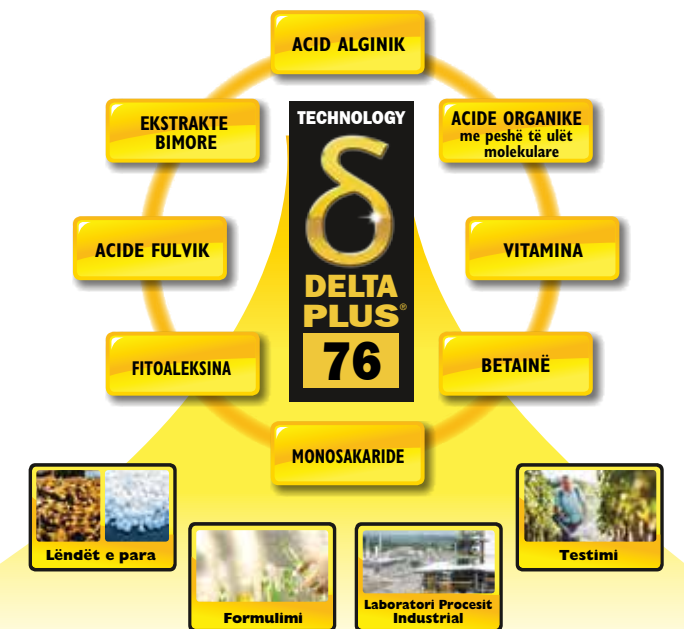 ACID ALGINIK
EKSTRAKTE
BIMORE
TECHNOLOGY
δ
DELTA
PLUS®
76
ACIDE ORGANIKE
me peshë të ulët
molekulare
ACIDE FULVIK
VITAMINA
FITOALEKSINA
BETAINË
MONOSAKARIDE
Lëndët e para
Formulimi
Laboratori Procesit
Industrial
Testimi